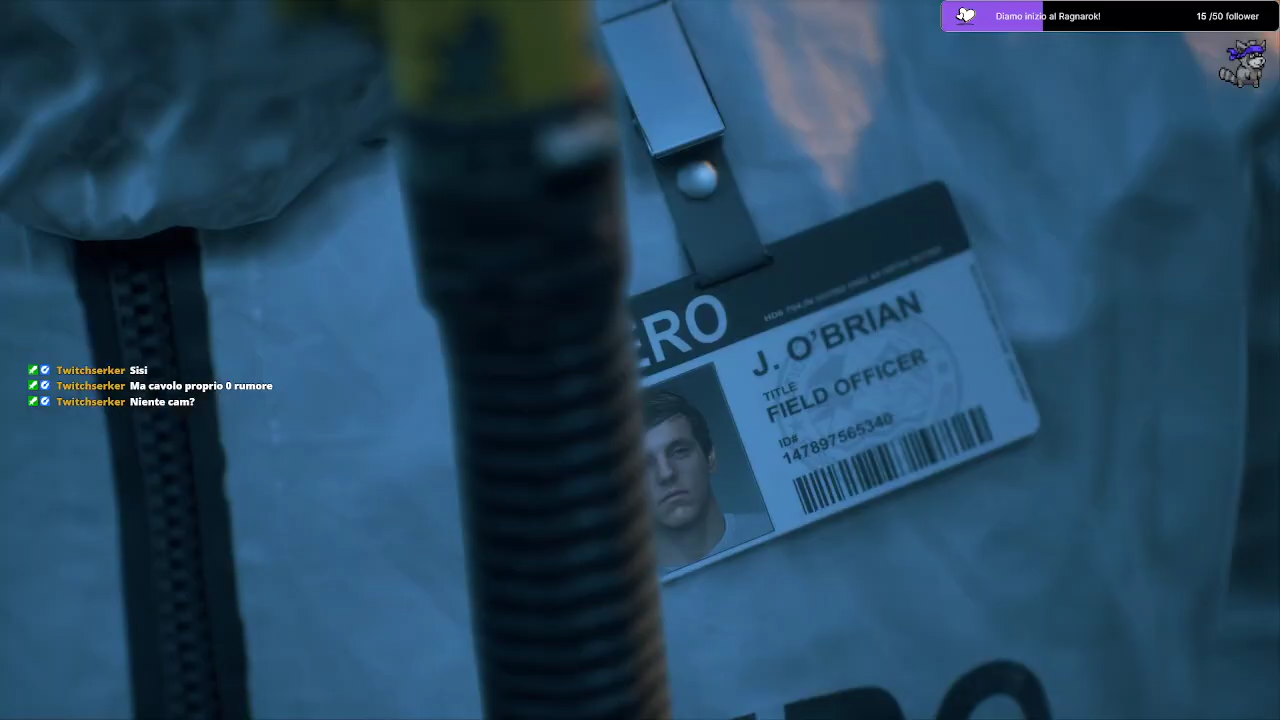 Diamo inizio al Ragnarok!
15 /50 follower
ERO
J. O'BRIAN
TITLE
FIELD OFFICER
ID#
147897565340
Twitchserker Sisi
Twitchserker Ma cavolo proprio 0 rumore
Twitchserker Niente cam?